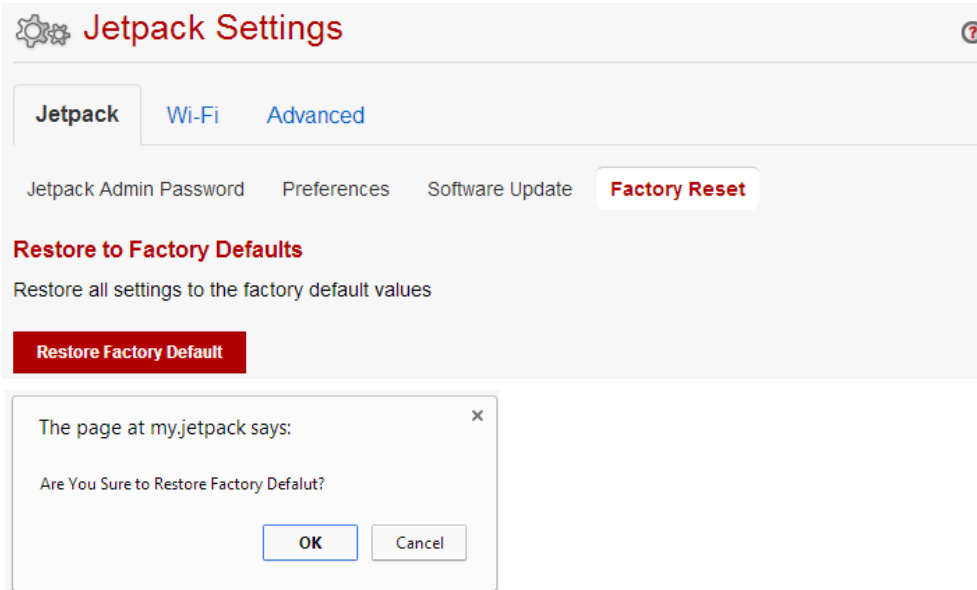 Jetpack Settings
?
Jetpack Wi-Fi Advanced
Jetpack Admin Password Preferences Software Update Factory Reset
Restore to Factory Defaults
Restore all settings to the factory default values
Restore Factory Default
The page at my.jetpack says:
Are You Sure to Restore Factory Defalut?
OK Cancel